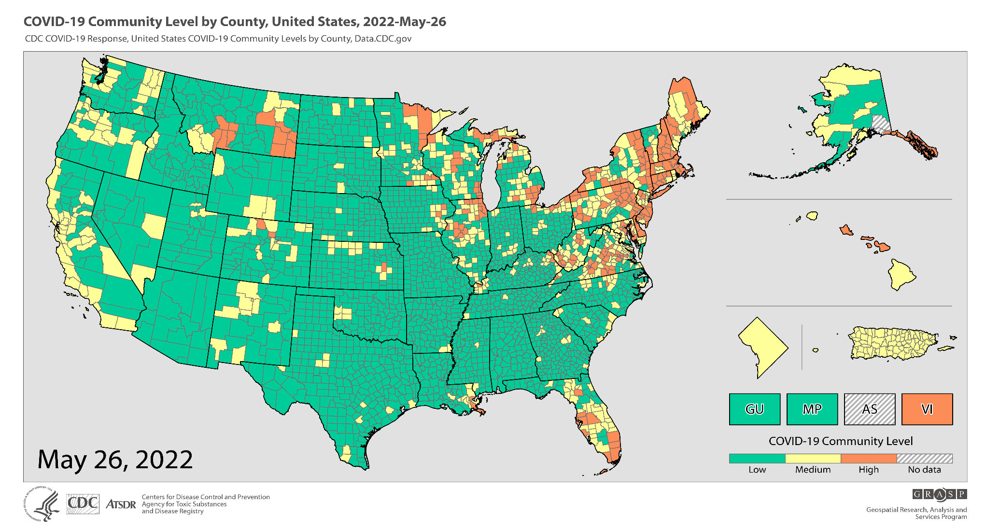 COVID-19 Community Level by County, United States, 2022-May-26
CDC COVID-19 Response, United States COVID-19 Community Levels by County, Data.CDC.gov
GU
MP
AS
VI
COVID-19 Community Level
Low
Medium
High
No data
May 26, 2022
CDC
ATSDR
Centers for Disease Control and Prevention
Agency for Toxic Substances
and Disease Registry
GRASP
Geospatial Research, Analysis and
Services Program